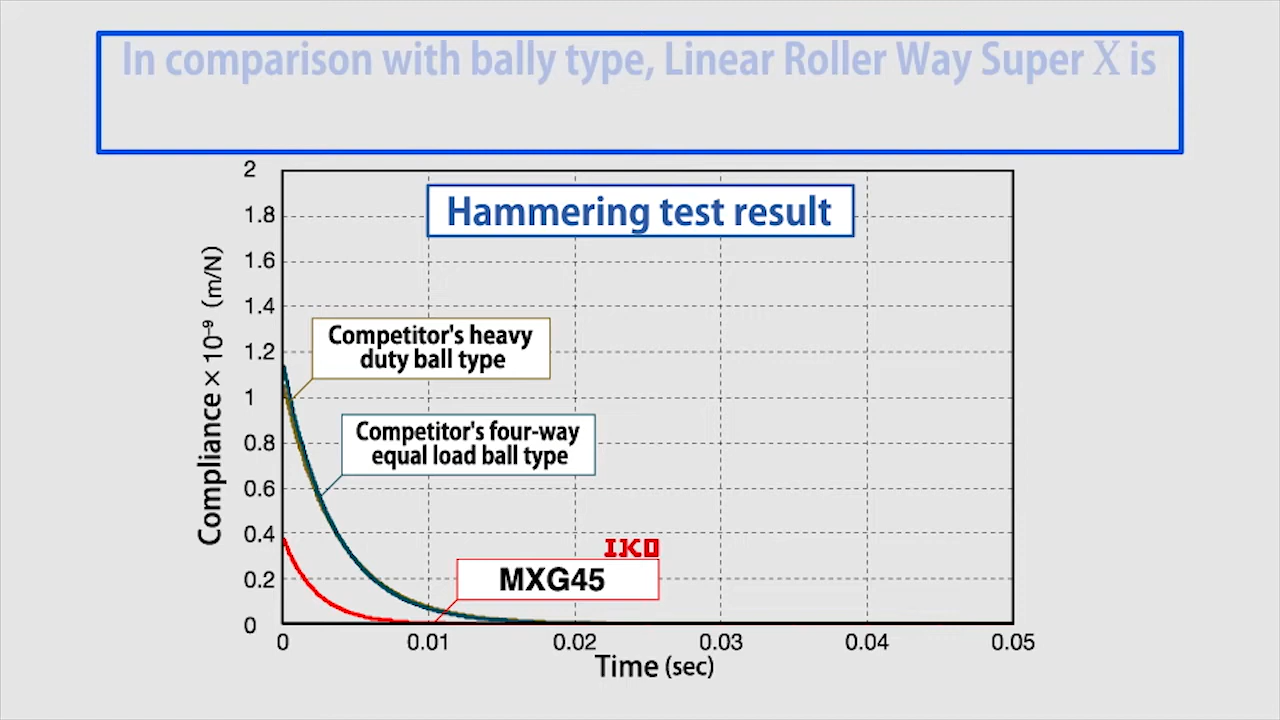 In comparison with bally type, Linear Roller Way Super X is
Hammering test result
2
1.8
1.6
1.4
1.2
1
0.8
0.6
0.4
0.2
0
Compliance × 10⁻⁹ (m/N)
Competitor's heavy
duty ball type
Competitor's four-way
equal load ball type
IKO
MXG45
0 0.01 0.02 0.03 0.04 0.05
Time (sec)